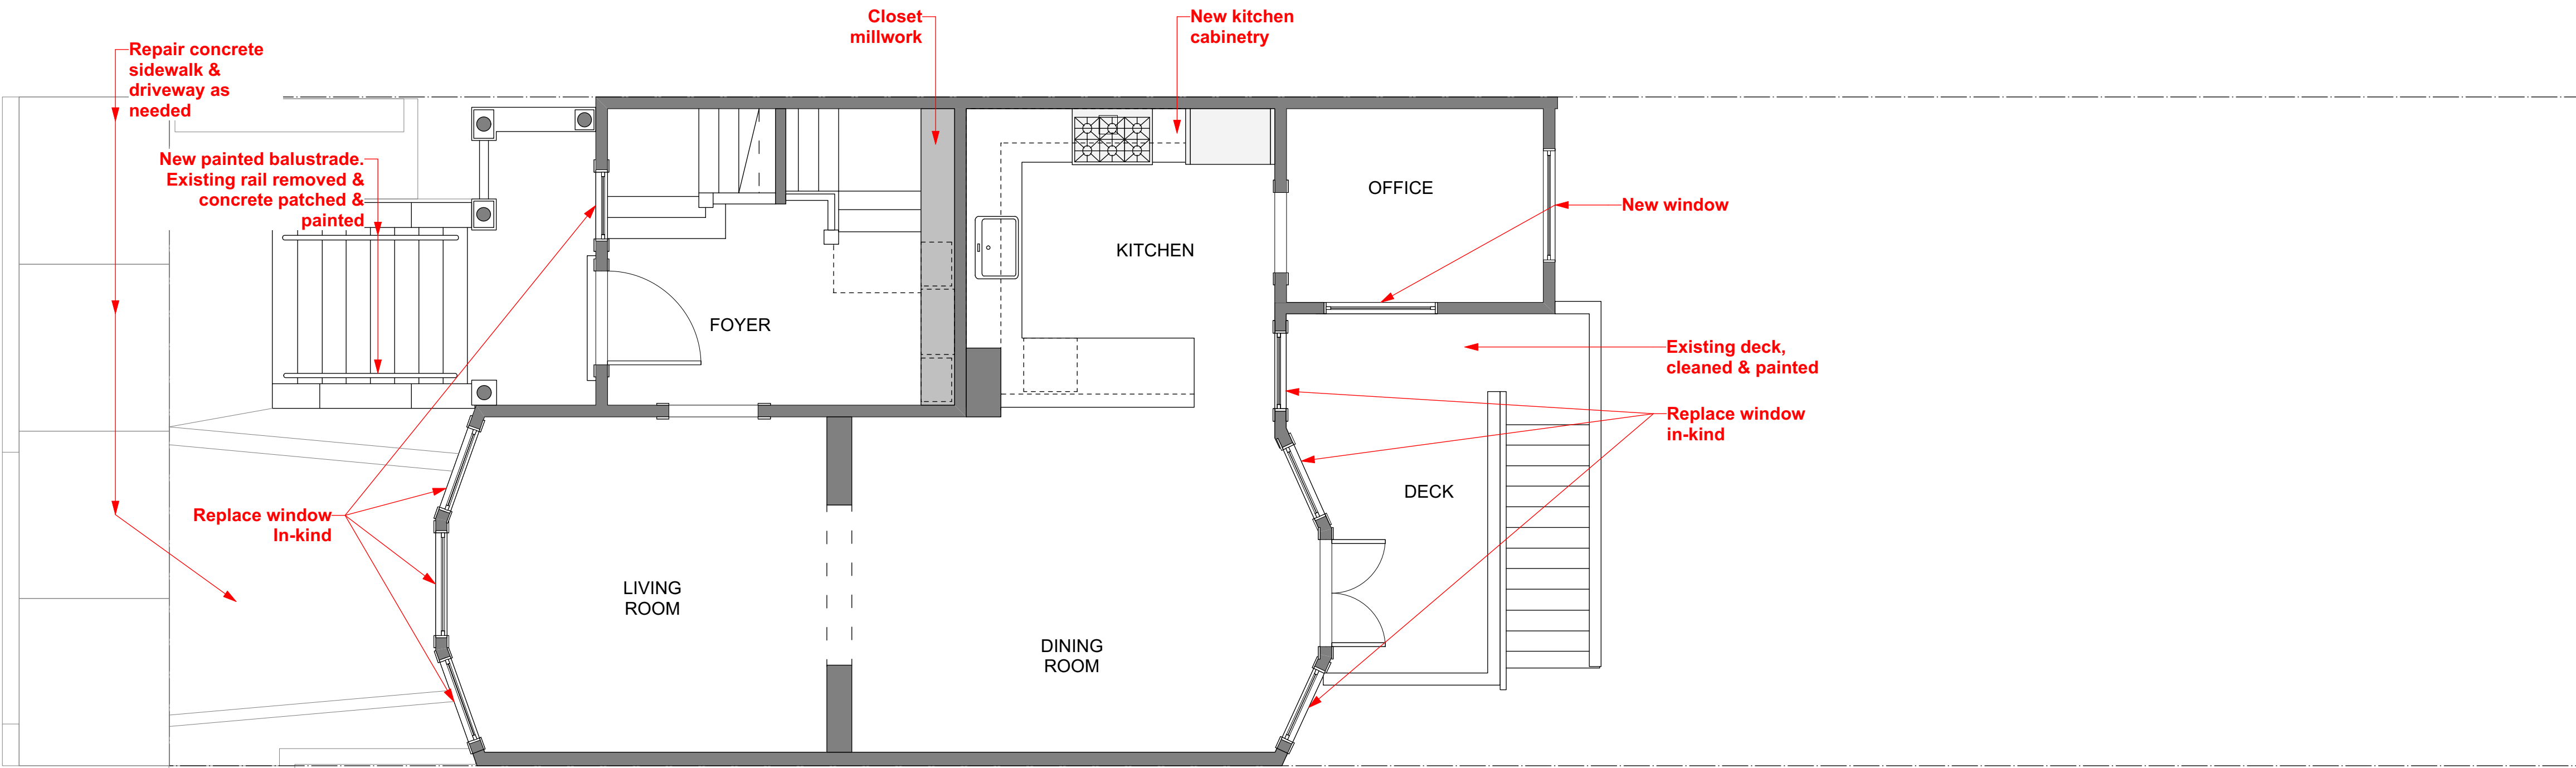 Closet
millwork
New kitchen
cabinetry
Repair concrete
sidewalk &
driveway as
needed
New painted balustrade.
Existing rail removed &
concrete patched &
painted
OFFICE
New window
KITCHEN
FOYER
Existing deck,
cleaned & painted
Replace window
in-kind
DECK
Replace window
In-kind
LIVING
ROOM
DINING
ROOM